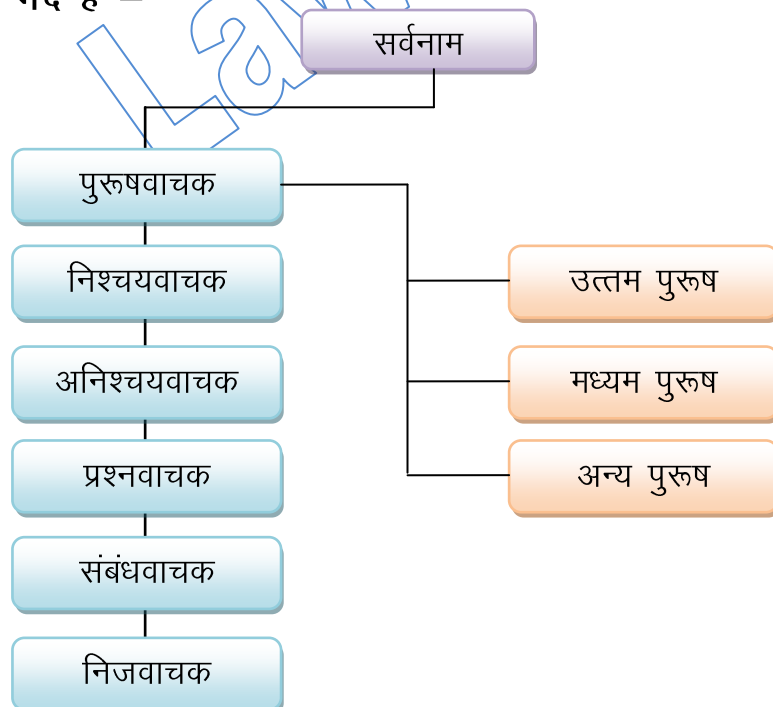 सर्वनाम
पुरूषवाचक
निश्चयवाचक
अनिश्चयवाचक
प्रश्नवाचक
संबंधवाचक
निजवाचक
उत्तम पुरूष
मध्यम पुरूष
अन्य पुरूष